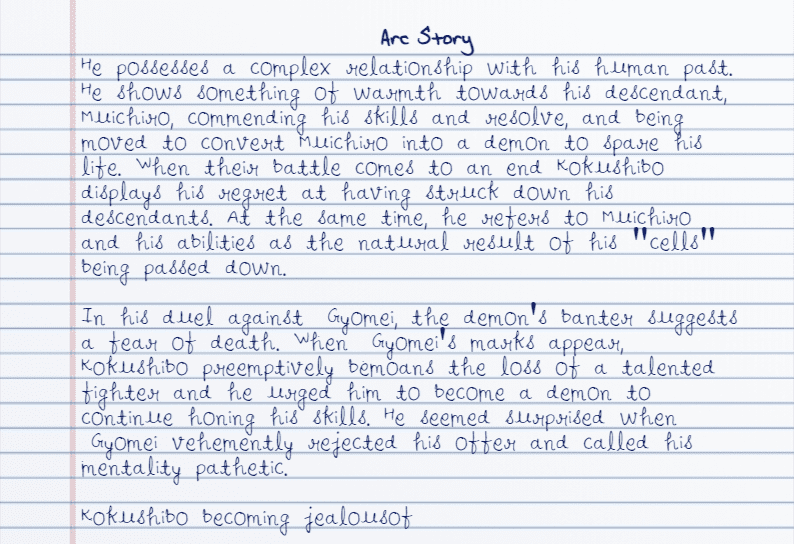 Arc Story
He possesses a complex relationship with his human past.
He shows something of warmth towards his descendant,
Muichiro, commending his skills and resolve, and being
moved to convert Muichiro into a demon to spare his
life. When their battle comes to an end Kokushibo
displays his regret at having struck down his
descendants. At the same time, he refers to Muichiro
and his abilities as the natural result of his "cells"
being passed down.
In his duel against Gyomei, the demon's banter suggests
a fear of death. When Gyomei's marks appear,
Kokushibo preemptively bemoans the loss of a talented
fighter and he urged him to become a demon to
continue honing his skills. He seemed surprised when
Gyomei vehemently rejected his offer and called his
mentality pathetic.
Kokushibo becoming jealousof